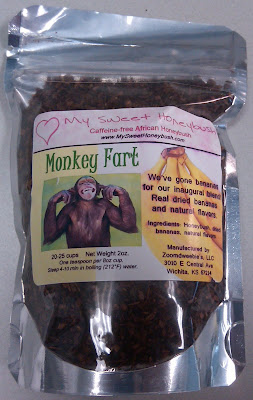 My Sweet Honeybush
Caffeine-free African Honeybush
www.MySweetHoneybush.com
Monkey Fart
We've gone bananas
for our inaugural blend!
Real dried bananas
and natural flavors.
Ingredients: Honeybush, dried
bananas, natural flavors
20-25 cups Net Weight 2oz.
One teaspoon per 8oz cup.
Steep 4-10 min in boiling (212°F) water.
Manufactured by
Zoomdweebie's, LLC
3010 E Central Ave
Wichita, KS 67214